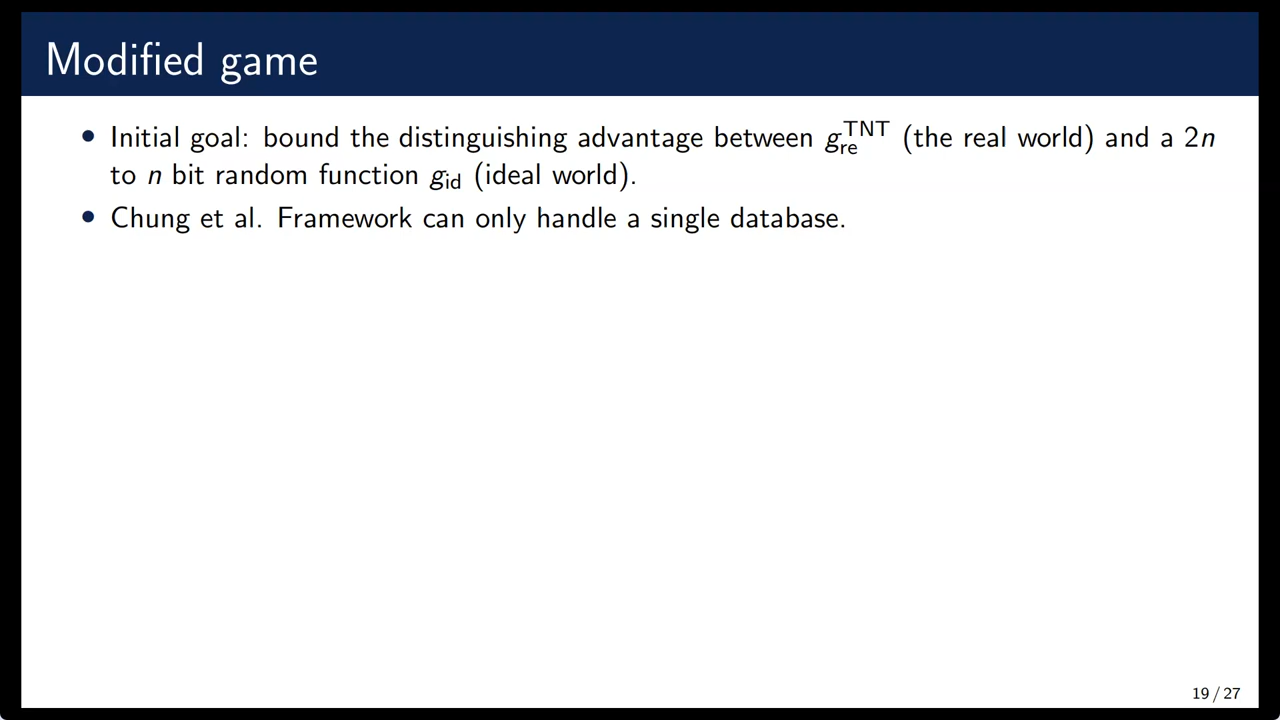 Modified game
• Initial goal: bound the distinguishing advantage between g_re^TNT (the real world) and a 2n
to n bit random function g_id (ideal world).
• Chung et al. Framework can only handle a single database.
19 / 27